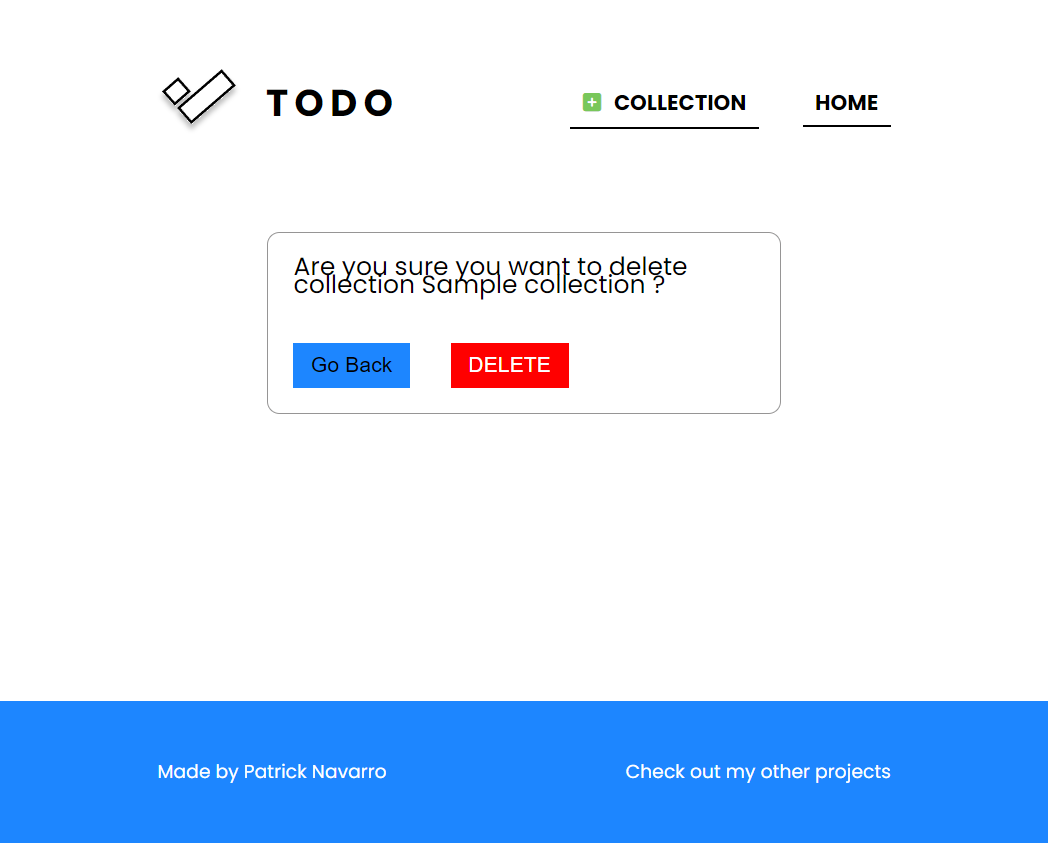 TODO
COLLECTION
HOME
Are you sure you want to delete
collection Sample collection ?
Go Back
DELETE
Made by Patrick Navarro
Check out my other projects